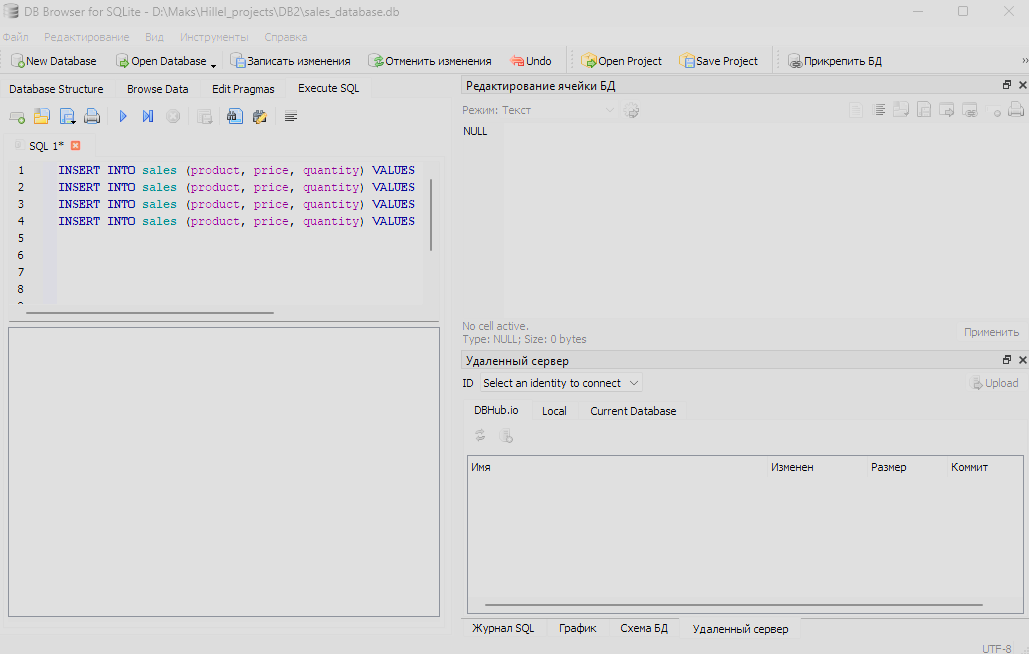 DB Browser for SQLite - D:\Maks\Hillel_projects\DB2\sales_database.db
Файл Редактирование Вид Инструменты Справка
New Database Open Database Записать изменения Отменить изменения Undo Open Project Save Project Прикрепить БД »
Database Structure Browse Data Edit Pragmas Execute SQL
SQL 1*
1 INSERT INTO sales (product, price, quantity) VALUES
2 INSERT INTO sales (product, price, quantity) VALUES
3 INSERT INTO sales (product, price, quantity) VALUES
4 INSERT INTO sales (product, price, quantity) VALUES
5
6
7
8
Редактирование ячейки БД
Режим: Текст
NULL
No cell active.
Type: NULL; Size: 0 bytes
Применить
Удаленный сервер
ID Select an identity to connect Upload
DBHub.io Local Current Database
Имя Изменен Размер Коммит
Журнал SQL График Схема БД Удаленный сервер
UTF-8